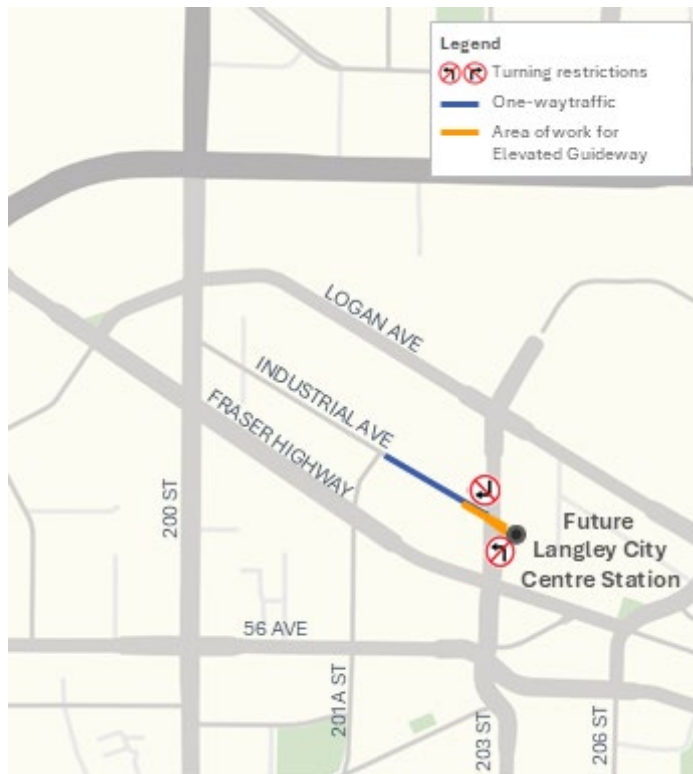 Legend
Turning restrictions
One-waytraffic
Area ofwork for
Elevated Guideway
LOGAN AVE
INDUSTRIAL AVE
FRASER HIGHWAY
200 ST
Future
Langley City
Centre Station
56 AVE
201A ST
203 ST
206 ST